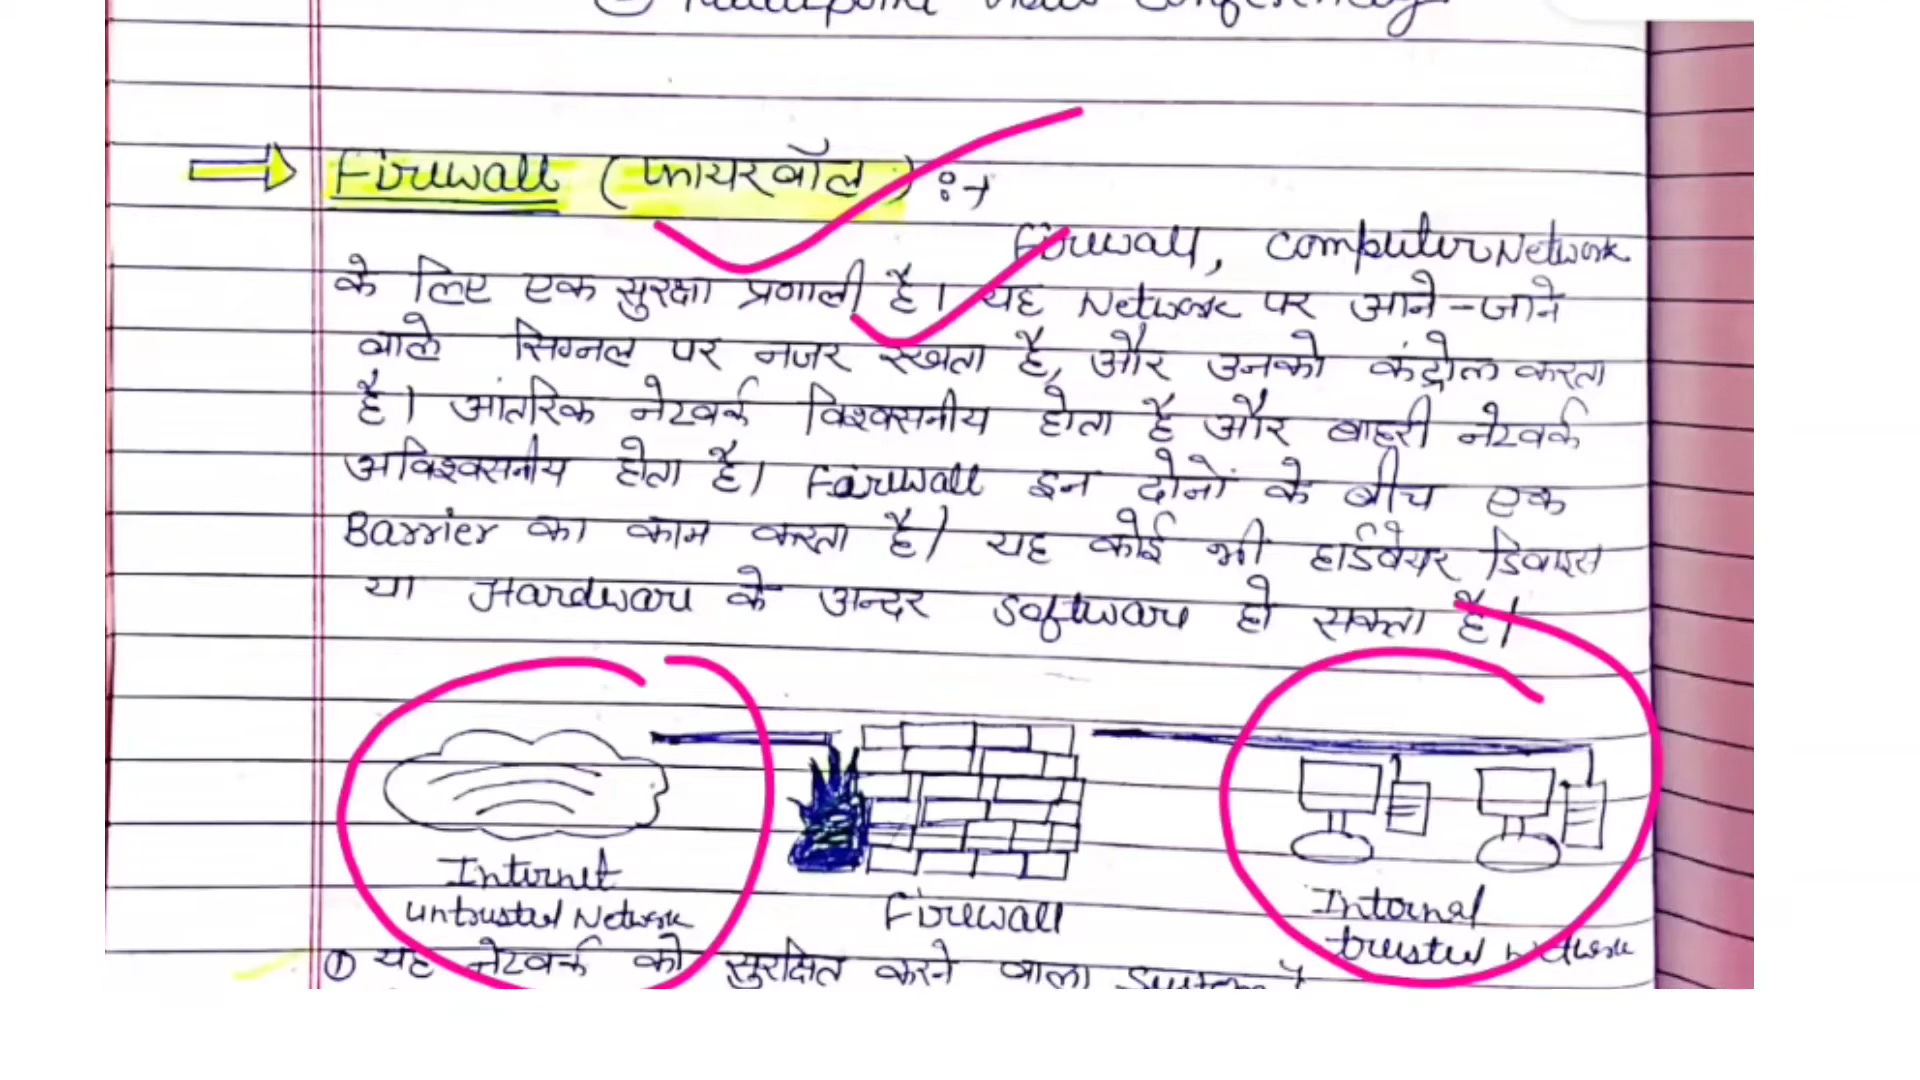 Firewall (फायरवॉल) :→
Firewall, Computer Network
के लिए एक सुरक्षा प्रणाली है। यह Network पर आने-जाने
वाले सिग्नल पर नजर रखता है, और उनको कंट्रोल करता
है। आंतरिक नेटवर्क विश्वसनीय होता है और बाहरी नेटवर्क
अविश्वसनीय होता है। Firewall इन दोनों के बीच एक
Barrier का काम करता है। यह कोई भी हार्डवेयर डिवाइस
या Hardware के अन्दर Software हो सकता है।
Internet
untrusted Network
Firewall
Internal
trusted Network
① यह नेटवर्क को सुरक्षित करने वाला System